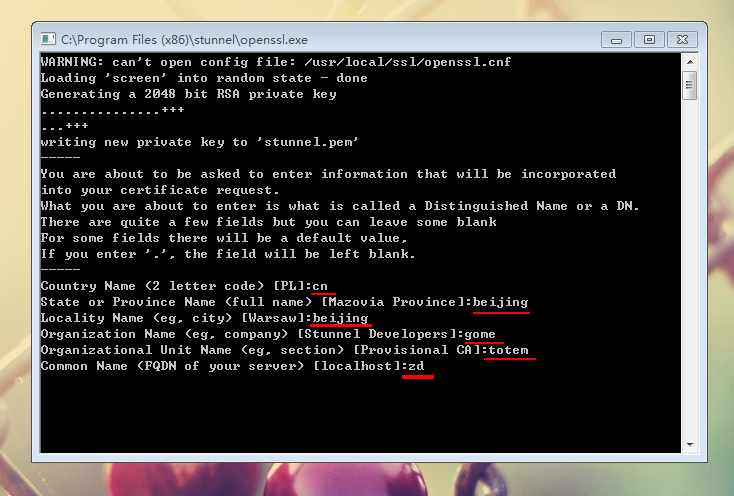 C:\Program Files (x86)\stunnel\openssl.exe
WARNING: can't open config file: /usr/local/ssl/openssl.cnf
Loading 'screen' into random state - done
Generating a 2048 bit RSA private key
...............+++
...+++
writing new private key to 'stunnel.pem'
-----
You are about to be asked to enter information that will be incorporated
into your certificate request.
What you are about to enter is what is called a Distinguished Name or a DN.
There are quite a few fields but you can leave some blank
For some fields there will be a default value,
If you enter '.', the field will be left blank.
-----
Country Name (2 letter code) [PL]:cn
State or Province Name (full name) [Mazovia Province]:beijing
Locality Name (eg, city) [Warsaw]:beijing
Organization Name (eg, company) [Stunnel Developers]:gome
Organizational Unit Name (eg, section) [Provisional CA]:totem
Common Name (FQDN of your server) [localhost]:zd